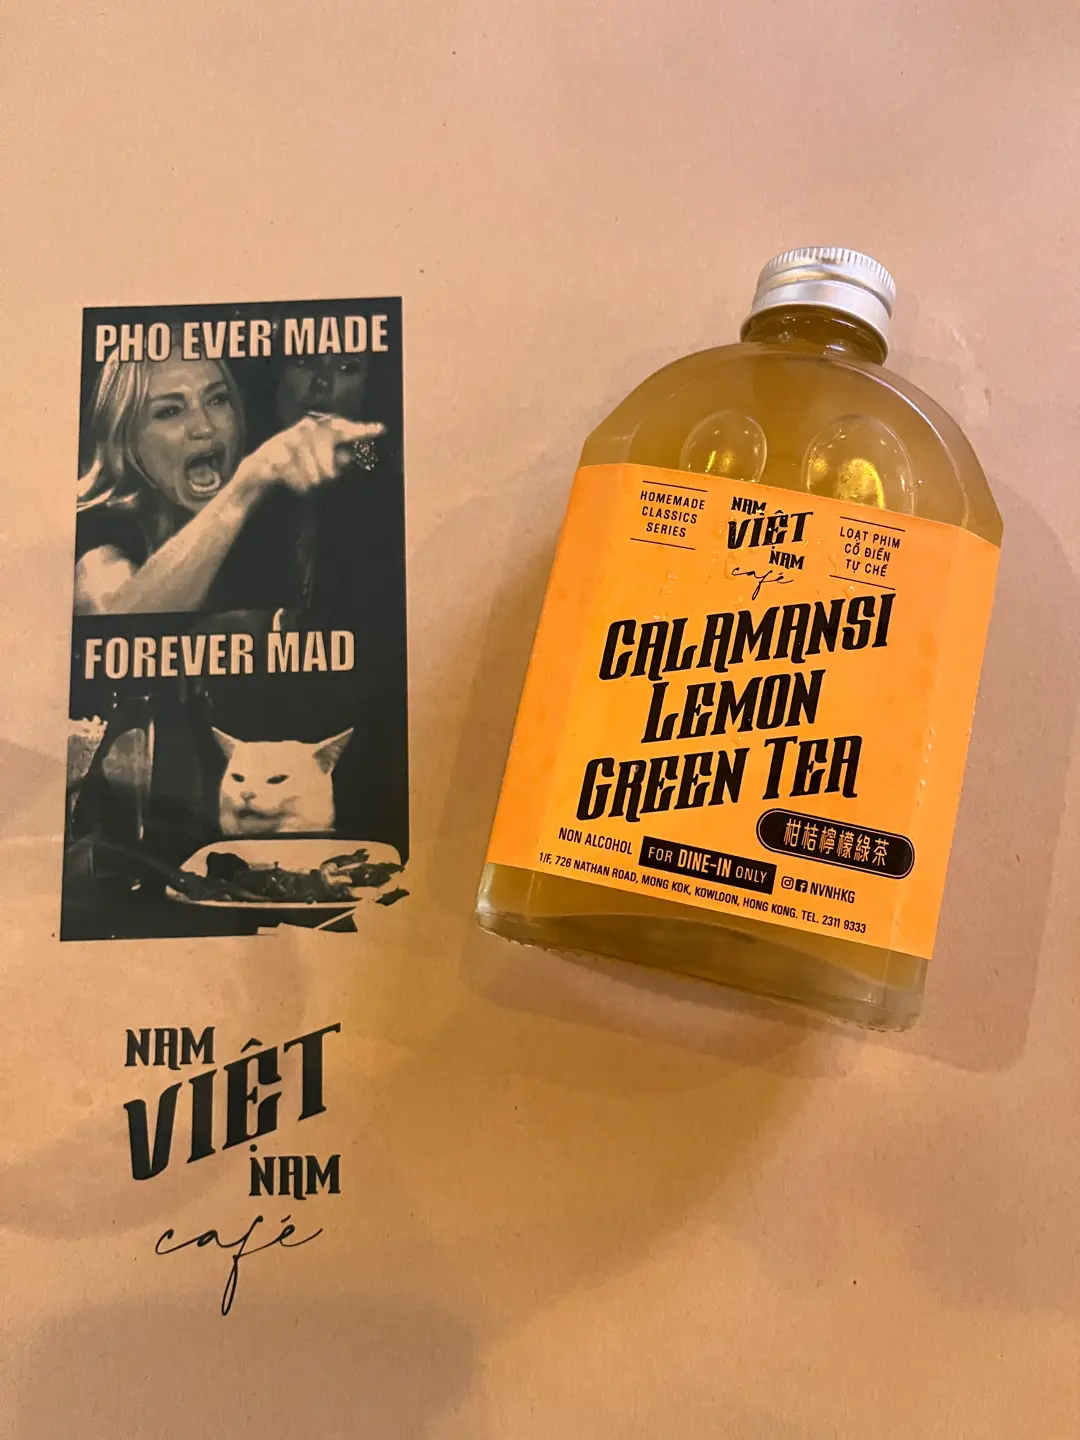 PHO EVER MADE
FOREVER MAD
NAM
VIỆT
NAM
café
HOMEMADE
CLASSICS
SERIES
NAM
VIỆT
NAM
café
LOẠT PHIM
CỔ ĐIỂN
TỰ CHẾ
CALAMANSI
LEMON
GREEN TEA
柑桔檸檬綠茶
NON ALCOHOL
FOR DINE-IN ONLY
NVNHKG
1/F, 726 NATHAN ROAD, MONG KOK, KOWLOON, HONG KONG. TEL. 2311 9333